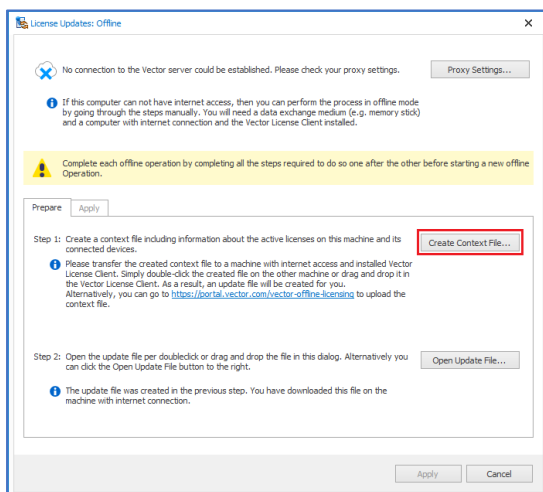 License Updates: Offline
No connection to the Vector server could be established. Please check your proxy settings.
Proxy Settings...
If this computer can not have internet access, then you can perform the process in offline mode
by going through the steps manually. You will need a data exchange medium (e.g. memory stick)
and a computer with internet connection and the Vector License Client installed.
Complete each offline operation by completing all the steps required to do so one after the other before starting a new offline
Operation.
Prepare
Apply
Step 1: Create a context file including information about the active licenses on this machine and its
connected devices.
Create Context File...
Please transfer the created context file to a machine with internet access and installed Vector
License Client. Simply double-click the created file on the other machine or drag and drop it in
the Vector License Client. As a result, an update file will be created for you.
Alternatively, you can go to https://portal.vector.com/vector-offline-licensing to upload the
context file.
Step 2: Open the update file per doubleclick or drag and drop the file in this dialog. Alternatively you
can click the Open Update File button to the right.
Open Update File...
The update file was created in the previous step. You have downloaded this file on the
machine with internet connection.
Apply
Cancel